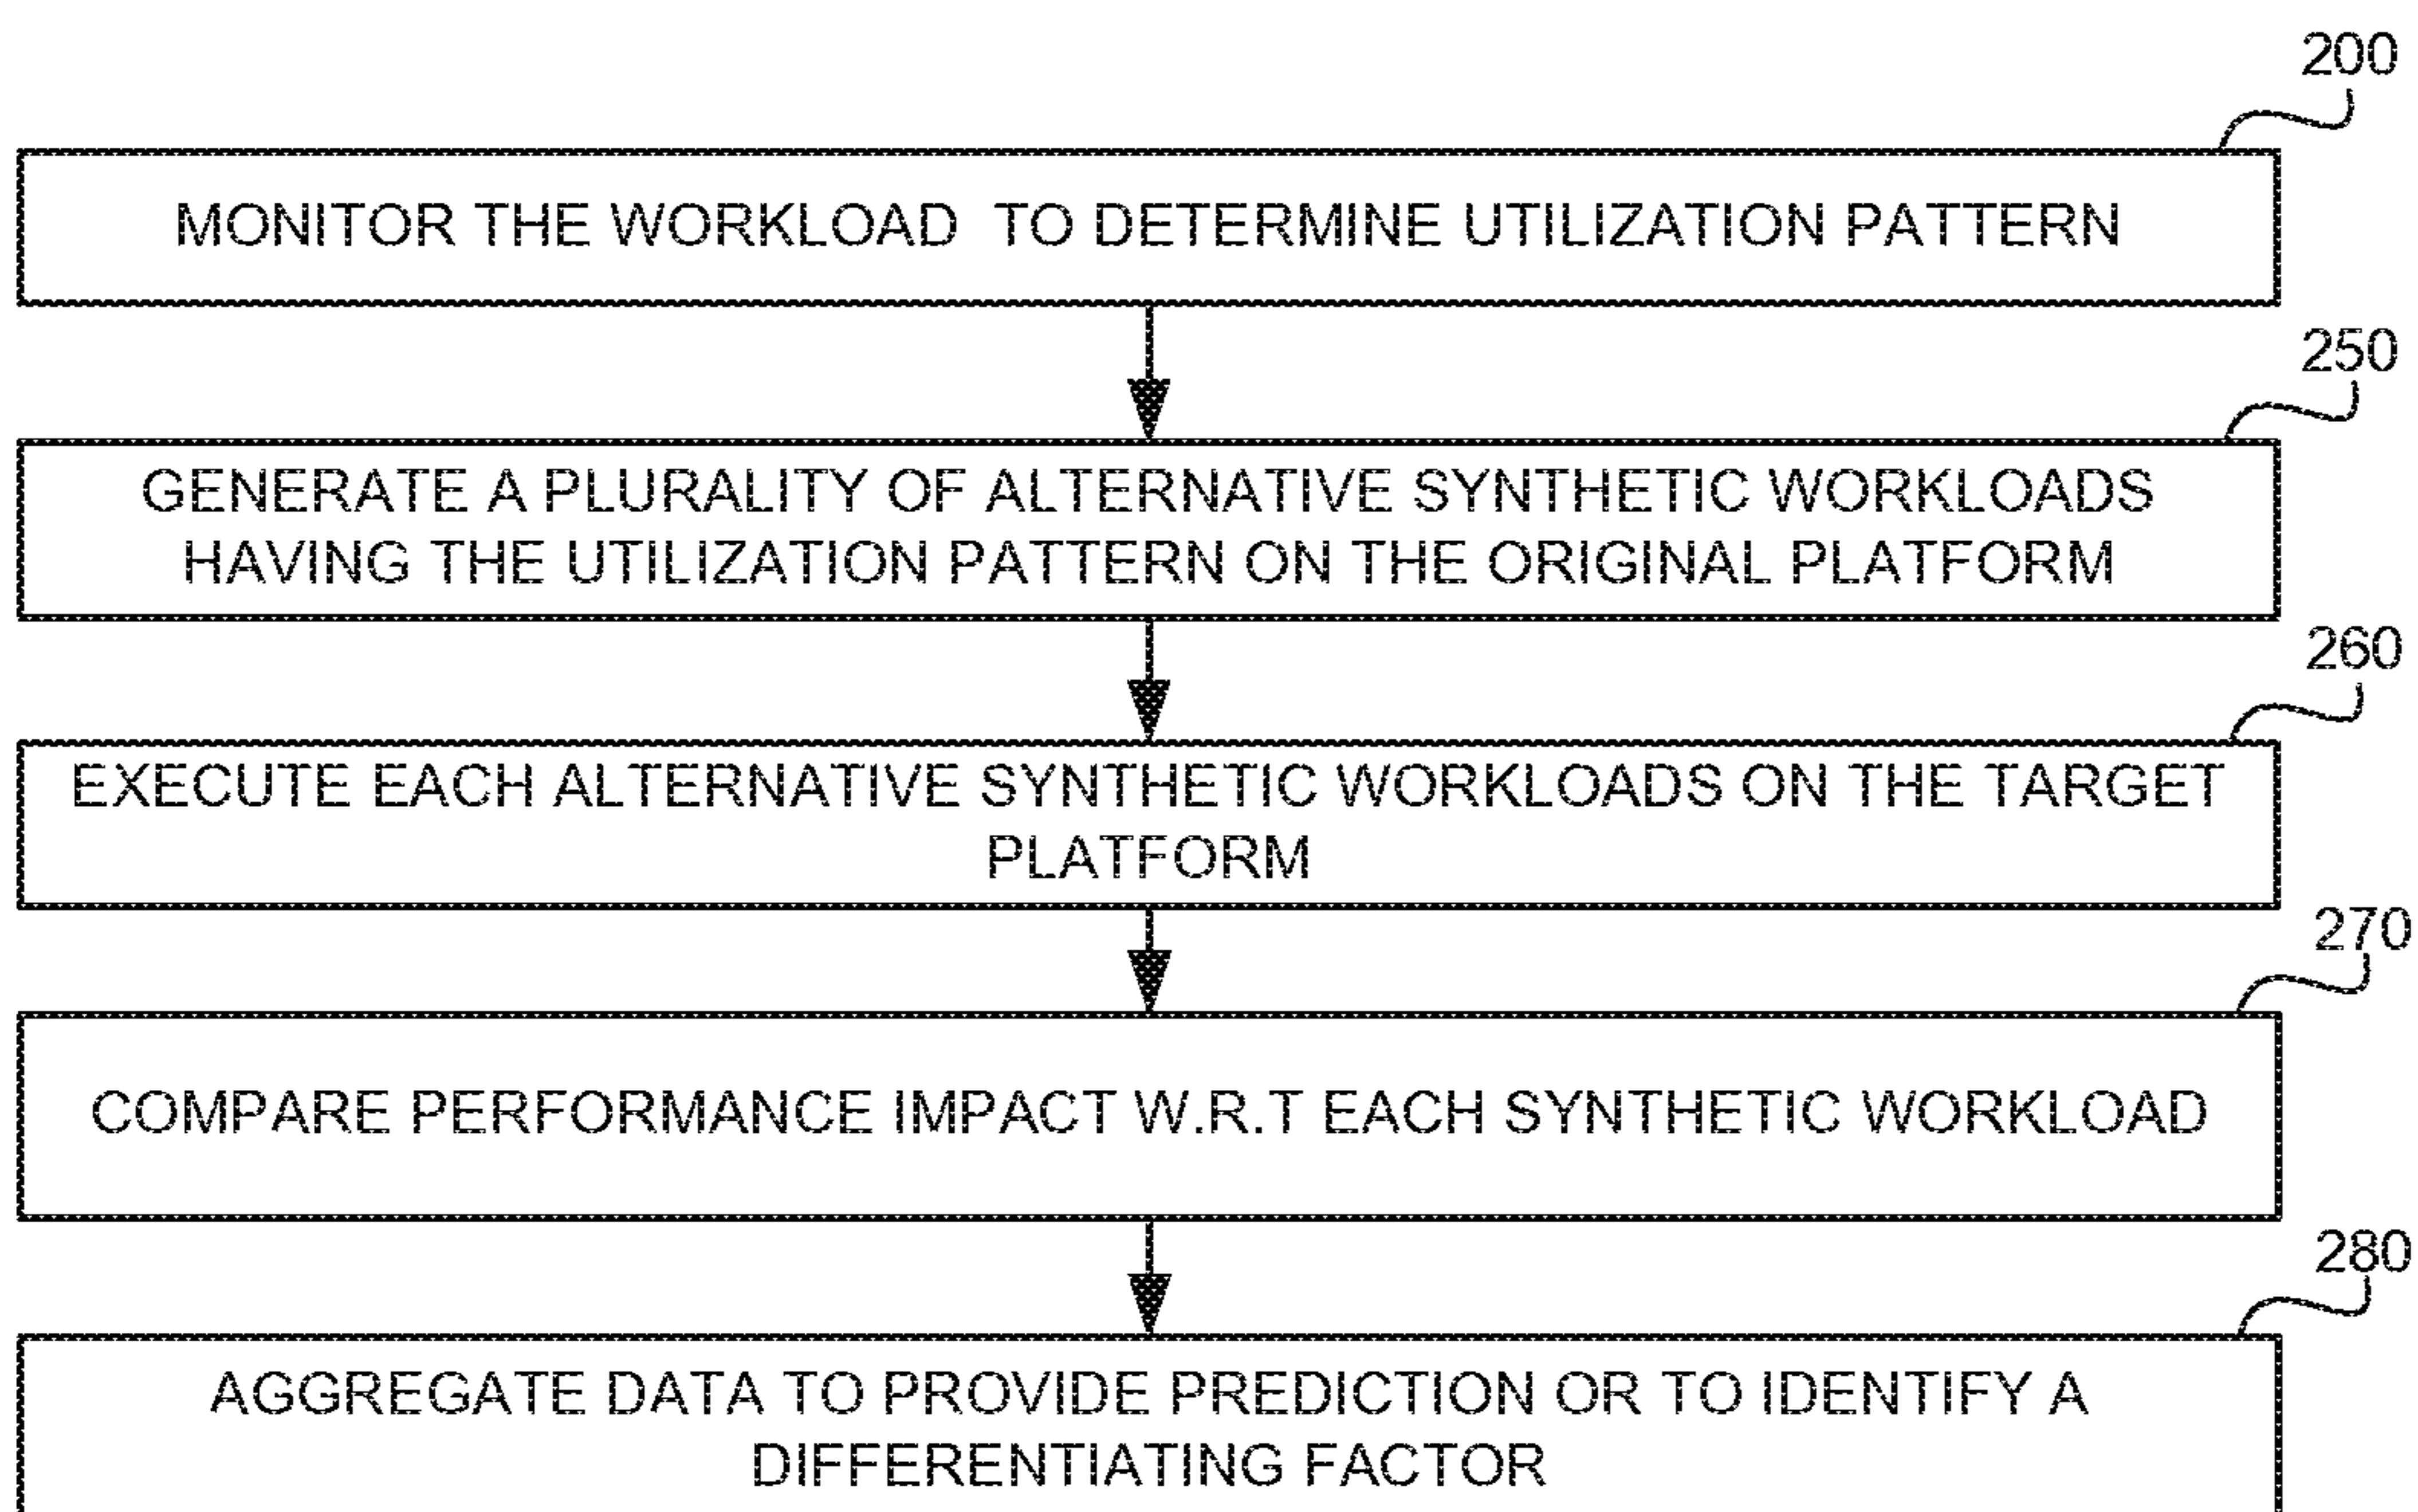 200
MONITOR THE WORKLOAD TO DETERMINE UTILIZATION PATTERN
250
GENERATE A PLURALITY OF ALTERNATIVE SYNTHETIC WORKLOADS
HAVING THE UTILIZATION PATTERN ON THE ORIGINAL PLATFORM
260
EXECUTE EACH ALTERNATIVE SYNTHETIC WORKLOADS ON THE TARGET
PLATFORM
270
COMPARE PERFORMANCE IMPACT W.R.T EACH SYNTHETIC WORKLOAD
280
AGGREGATE DATA TO PROVIDE PREDICTION OR TO IDENTIFY A
DIFFERENTIATING FACTOR